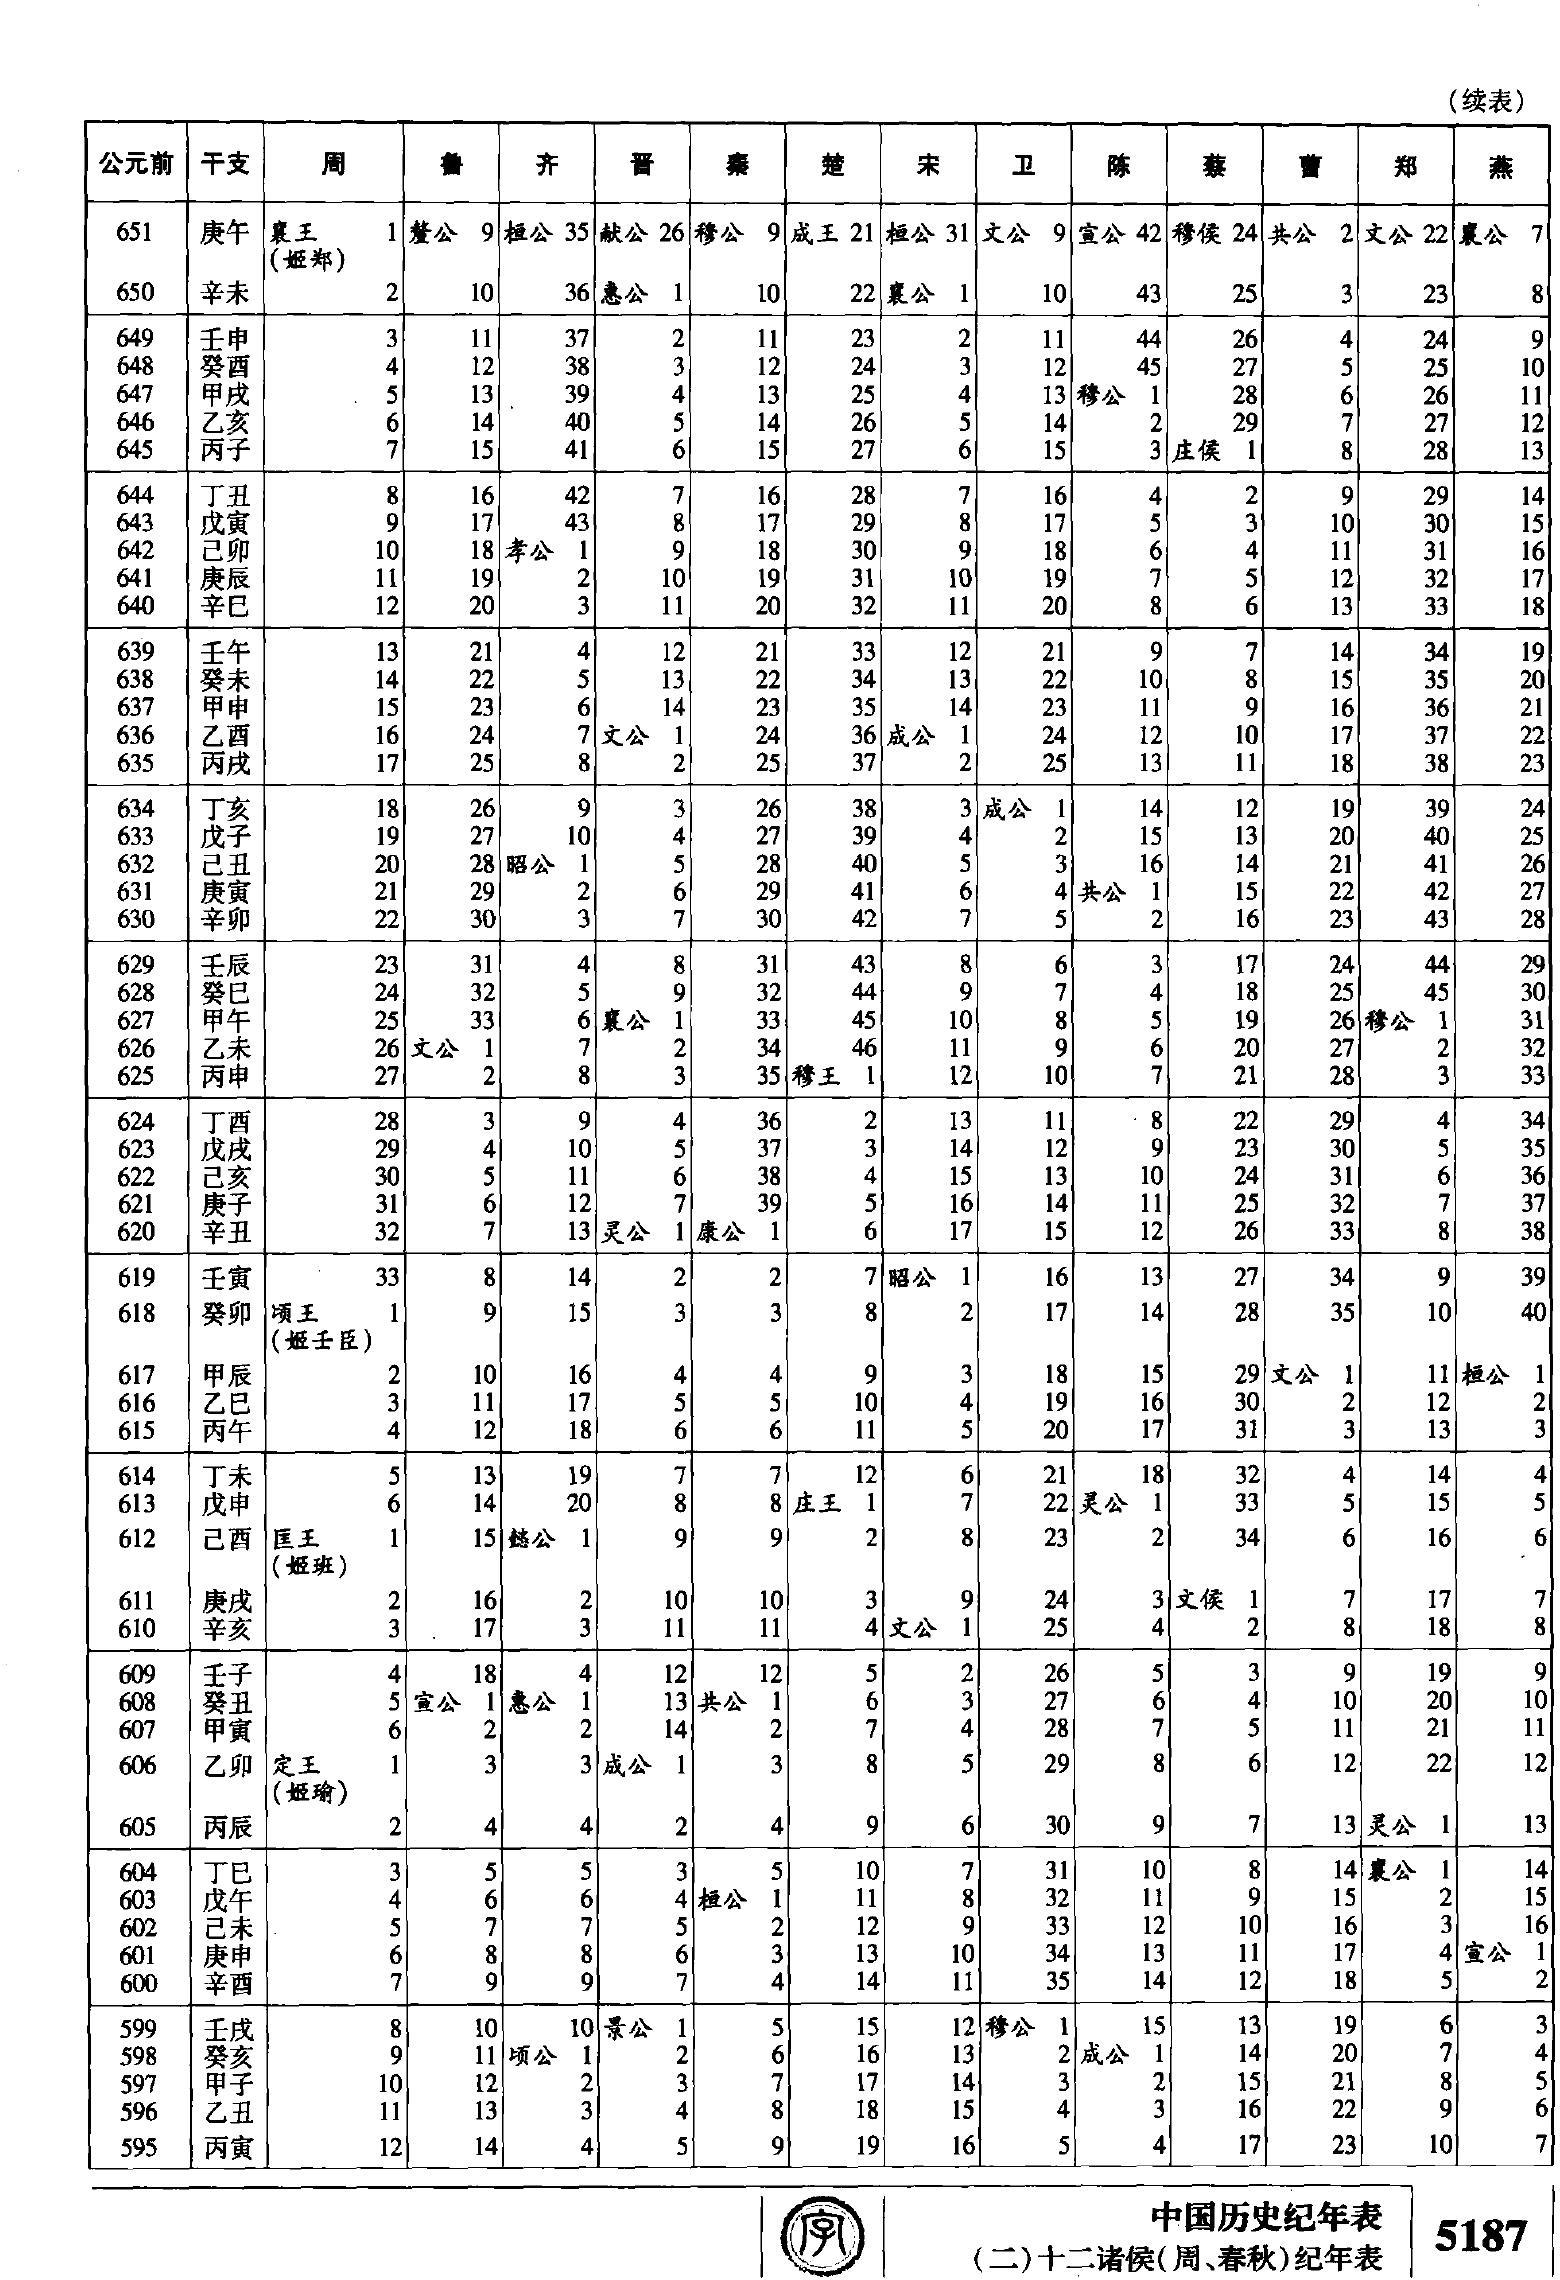 (续表)
公元前 干支 周 鲁 齐 晋 秦 楚 宋 卫 陈 蔡 曹 郑 燕
651 庚午 襄王 1 釐公 9 桓公 35 献公 26 穆公 9 成王 21 桓公 31 文公 9 宣公 42 穆侯 24 共公 2 文公 22 襄公 7
(姬郑)
650 辛未 2 10 36 惠公 1 10 22 襄公 1 10 43 25 3 23 8
649 壬申 3 11 37 2 11 23 2 11 44 26 4 24 9
648 癸酉 4 12 38 3 12 24 3 12 45 27 5 25 10
647 甲戌 5 13 39 4 13 25 4 13 穆公 1 28 6 26 11
646 乙亥 6 14 40 5 14 26 5 14 2 29 7 27 12
645 丙子 7 15 41 6 15 27 6 15 3 庄侯 1 8 28 13
644 丁丑 8 16 42 7 16 28 7 16 4 2 9 29 14
643 戊寅 9 17 43 8 17 29 8 17 5 3 10 30 15
642 己卯 10 18 孝公 1 9 18 30 9 18 6 4 11 31 16
641 庚辰 11 19 2 10 19 31 10 19 7 5 12 32 17
640 辛巳 12 20 3 11 20 32 11 20 8 6 13 33 18
639 壬午 13 21 4 12 21 33 12 21 9 7 14 34 19
638 癸未 14 22 5 13 22 34 13 22 10 8 15 35 20
637 甲申 15 23 6 14 23 35 14 23 11 9 16 36 21
636 乙酉 16 24 7 文公 1 24 36 成公 1 24 12 10 17 37 22
635 丙戌 17 25 8 2 25 37 2 25 13 11 18 38 23
634 丁亥 18 26 9 3 26 38 3 成公 1 14 12 19 39 24
633 戊子 19 27 10 4 27 39 4 2 15 13 20 40 25
632 己丑 20 28 昭公 1 5 28 40 5 3 16 14 21 41 26
631 庚寅 21 29 2 6 29 41 6 4 共公 1 15 22 42 27
630 辛卯 22 30 3 7 30 42 7 5 2 16 23 43 28
629 壬辰 23 31 4 8 31 43 8 6 3 17 24 44 29
628 癸巳 24 32 5 9 32 44 9 7 4 18 25 45 30
627 甲午 25 33 6 襄公 1 33 45 10 8 5 19 26 穆公 1 31
626 乙未 26 文公 1 7 2 34 46 11 9 6 20 27 2 32
625 丙申 27 2 8 3 35 穆王 1 12 10 7 21 28 3 33
624 丁酉 28 3 9 4 36 2 13 11 8 22 29 4 34
623 戊戌 29 4 10 5 37 3 14 12 9 23 30 5 35
622 己亥 30 5 11 6 38 4 15 13 10 24 31 6 36
621 庚子 31 6 12 7 39 5 16 14 11 25 32 7 37
620 辛丑 32 7 13 灵公 1 康公 1 6 17 15 12 26 33 8 38
619 壬寅 33 8 14 2 2 7 昭公 1 16 13 27 34 9 39
618 癸卯 顷王 1 9 15 3 3 8 2 17 14 28 35 10 40
(姬壬臣)
617 甲辰 2 10 16 4 4 9 3 18 15 29 文公 1 11 桓公 1
616 乙巳 3 11 17 5 5 10 4 19 16 30 2 12 2
615 丙午 4 12 18 6 6 11 5 20 17 31 3 13 3
614 丁未 5 13 19 7 7 12 6 21 18 32 4 14 4
613 戊申 6 14 20 8 8 庄王 1 7 22 灵公 1 33 5 15 5
612 己酉 匡王 1 15 懿公 1 9 9 2 8 23 2 34 6 16 6
(姬班)
611 庚戌 2 16 2 10 10 3 9 24 3 文侯 1 7 17 7
610 辛亥 3 17 3 11 11 4 文公 1 25 4 2 8 18 8
609 壬子 4 18 4 12 12 5 2 26 5 3 9 19 9
608 癸丑 5 宣公 1 惠公 1 13 共公 1 6 3 27 6 4 10 20 10
607 甲寅 6 2 2 14 2 7 4 28 7 5 11 21 11
606 乙卯 定王 1 3 3 成公 1 3 8 5 29 8 6 12 22 12
(姬瑜)
605 丙辰 2 4 4 2 4 9 6 30 9 7 13 灵公 1 13
604 丁巳 3 5 5 3 5 10 7 31 10 8 14 襄公 1 14
603 戊午 4 6 6 4 桓公 1 11 8 32 11 9 15 2 15
602 己未 5 7 7 5 2 12 9 33 12 10 16 3 16
601 庚申 6 8 8 6 3 13 10 34 13 11 17 4 宣公 1
600 辛酉 7 9 9 7 4 14 11 35 14 12 18 5 2
599 壬戌 8 10 10 景公 1 5 15 12 穆公 1 15 13 19 6 3
598 癸亥 9 11 顷公 1 2 6 16 13 2 成公 1 14 20 7 4
597 甲子 10 12 2 3 7 17 14 3 2 15 21 8 5
596 乙丑 11 13 3 4 8 18 15 4 3 16 22 9 6
595 丙寅 12 14 4 5 9 19 16 5 4 17 23 10 7
字
中国历史纪年表
(二)十二诸侯(周、春秋)纪年表
5187